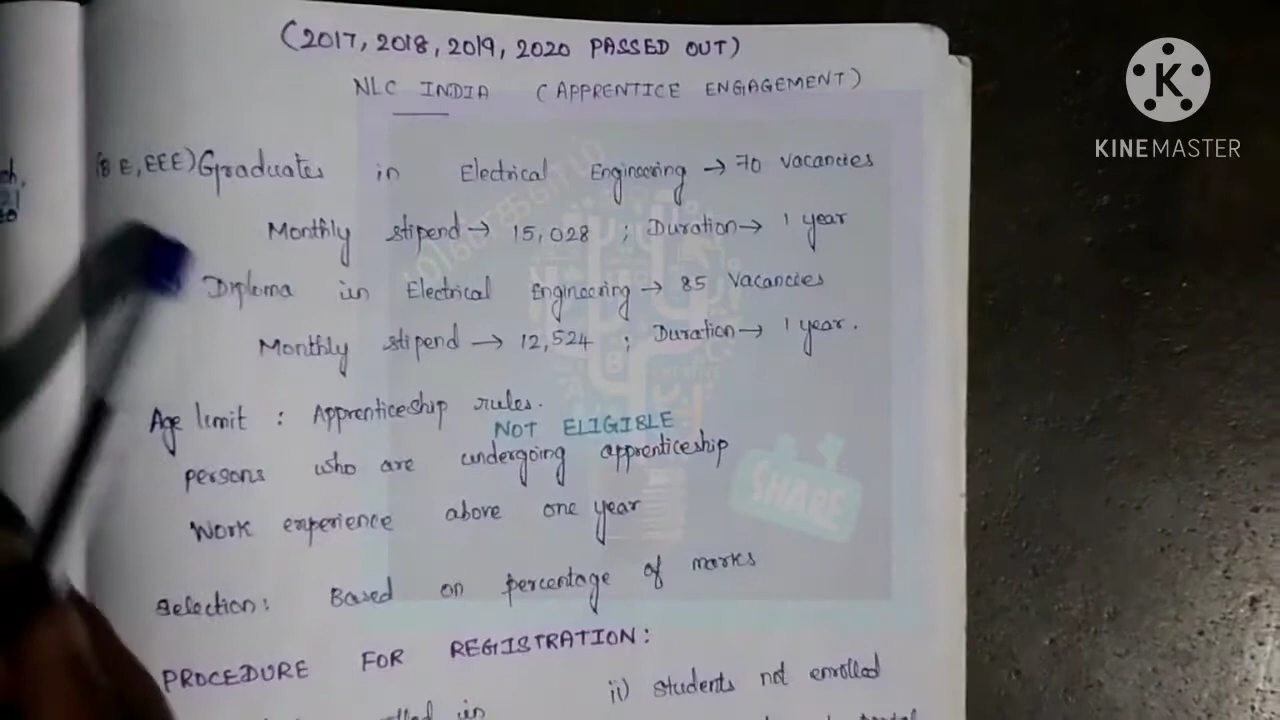 (2017, 2018, 2019, 2020 PASSED OUT)
NLC INDIA (APPRENTICE ENGAGEMENT)
(B E, EEE) Graduates in Electrical Engineering → 70 vacancies
Monthly stipend → 15,028 ; Duration → 1 year
Diploma in Electrical Engineering → 85 Vacancies
Monthly stipend → 12,524 ; Duration → 1 year.
Age limit : Apprenticeship rules.
NOT ELIGIBLE
persons who are undergoing apprenticeship
Work experience above one year
Selection: Based on percentage of marks
PROCEDURE FOR REGISTRATION:
ii) students not enrolled
in
K
KINEMASTER
மின்களம்
SHARE